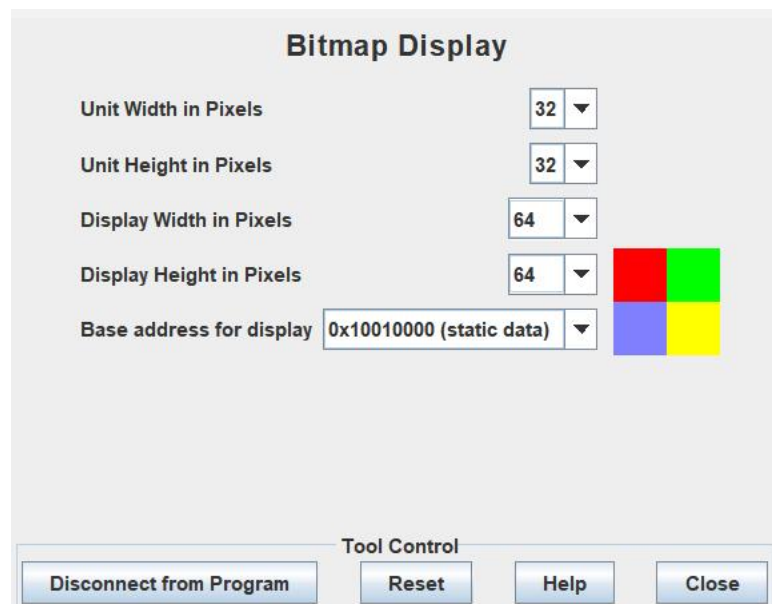 Bitmap Display
Unit Width in Pixels 32
Unit Height in Pixels 32
Display Width in Pixels 64
Display Height in Pixels 64
Base address for display 0x10010000 (static data)
Tool Control
Disconnect from Program Reset Help Close